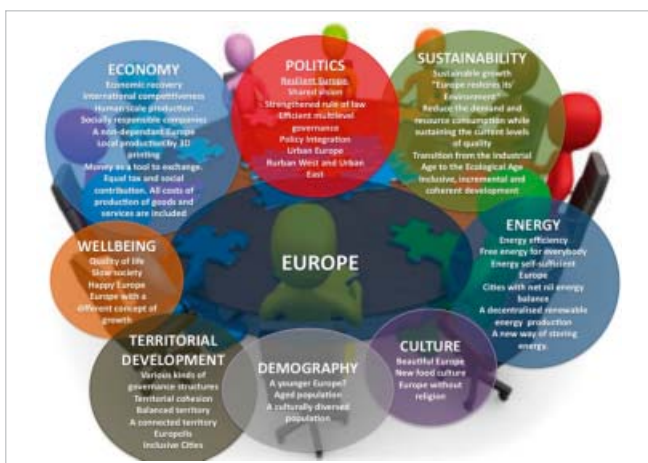 ECONOMY
Economic recovery
International competitiveness
Human scale production
Socially responsible companies
A non-dependant Europe
Local production by 3D
printing
Money as a tool to exchange.
Equal tax and social
contribution. All costs of
production of goods and
services are included
POLITICS
Resilient Europe
Shared vision
Strengthened rule of law
Efficient multilevel
governance
Policy Integration
Urban Europe
Rurban West and Urban
East
SUSTAINABILITY
Sustainable growth
"Europe restores its'
Environment"
Reduce the demand and
resource consumption while
sustaining the current levels
of quality
Transition from the Industrial
Age to the Ecological Age
Inclusive, incremental and
coherent development
WELLBEING
Quality of life
Slow society
Happy Europe
Europe with a
different concept of
growth
EUROPE
ENERGY
Energy efficiency
Free energy for everybody
Energy self-sufficient
Europe
Cities with net nil energy
balance
A decentralised renewable
energy production
A new way of storing
energy.
TERRITORIAL
DEVELOPMENT
Various kinds of
governance structures
Territorial cohesion
Balanced territory
A connected territory
Europolis
Inclusive Cities
DEMOGRAPHY
A younger Europe?
Aged population
A culturally diversed
population
CULTURE
Beautiful Europe
New food culture
Europe without
religion